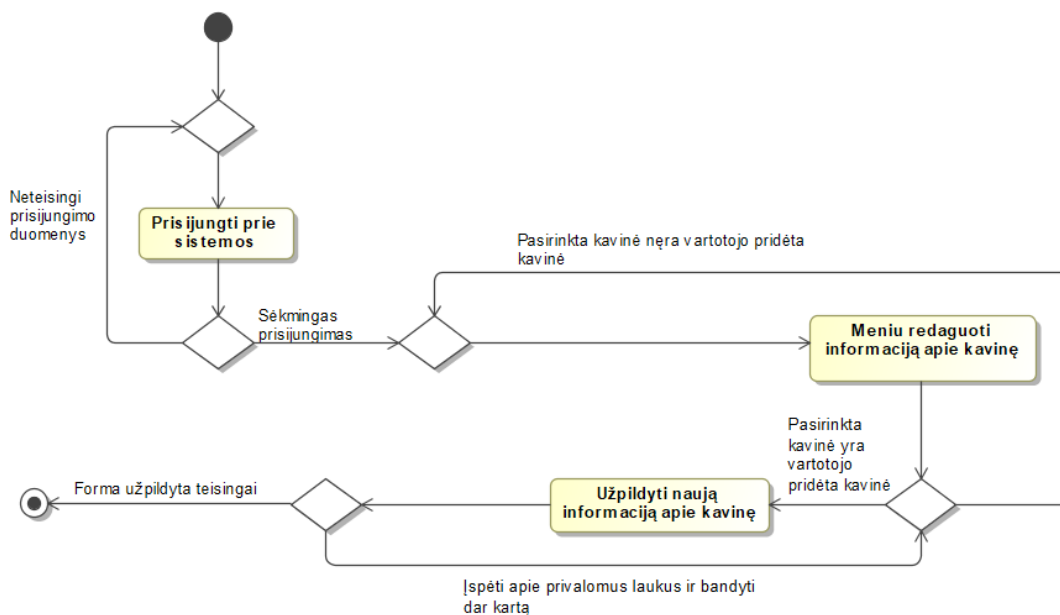 Neteisingi
prisijungimo
duomenys
Prisijungti prie
sistemos
Sėkmingas
prisijungimas
Pasirinkta kavinė nęra vartotojo pridėta
kavinė
Meniu redaguoti
informaciją apie kavinę
Pasirinkta
kavinė yra
vartotojo
pridėta kavinė
Užpildyti naują
informaciją apie kavinę
Forma užpildyta teisingai
Įspėti apie privalomus laukus ir bandyti
dar kartą